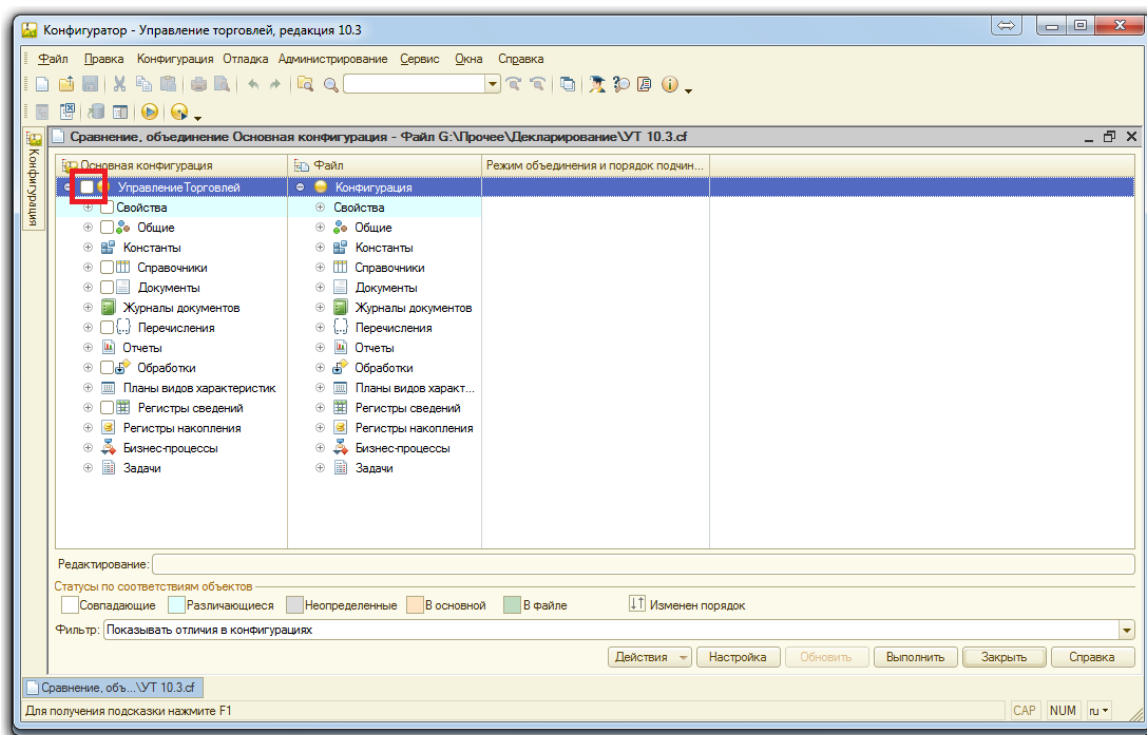 Конфигуратор - Управление торговлей, редакция 10.3
Файл Правка Конфигурация Отладка Администрирование Сервис Окна Справка
Конфигурация
Сравнение, объединение Основная конфигурация - Файл G:\Прочее\Декларирование\УТ 10.3.cf
Основная конфигурация Файл Режим объединения и порядок подчин...
УправлениеТорговлей Конфигурация
Свойства Свойства
Общие Общие
Константы Константы
Справочники Справочники
Документы Документы
Журналы документов Журналы документов
Перечисления Перечисления
Отчеты Отчеты
Обработки Обработки
Планы видов характеристик Планы видов характ...
Регистры сведений Регистры сведений
Регистры накопления Регистры накопления
Бизнес-процессы Бизнес-процессы
Задачи Задачи
Редактирование:
Статусы по соответствиям объектов
Совпадающие Различающиеся Неопределенные В основной В файле Изменен порядок
Фильтр: Показывать отличия в конфигурациях
Действия Настройка Обновить Выполнить Закрыть Справка
Сравнение, объ...\УТ 10.3.cf
Для получения подсказки нажмите F1 CAP NUM ru